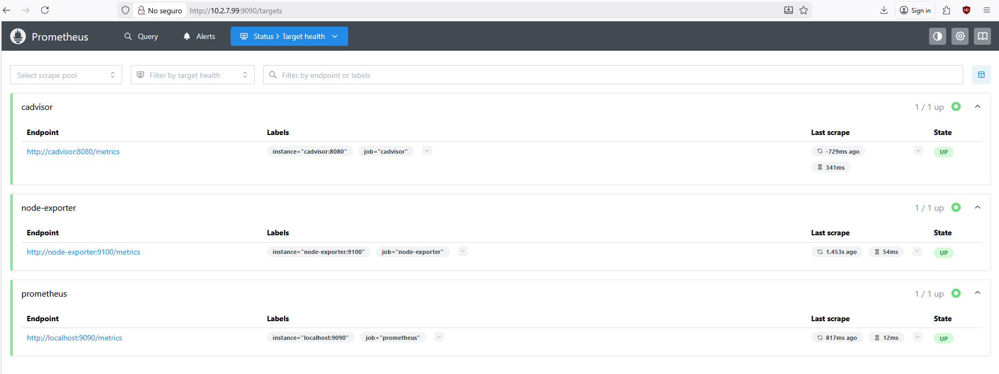 No seguro http://10.2.7.99:9090/targets Sign in
Prometheus Query Alerts Status > Target health
Select scrape pool Filter by target health Filter by endpoint or labels
cadvisor 1 / 1 up
Endpoint Labels Last scrape State
http://cadvisor:8080/metrics instance="cadvisor:8080" job="cadvisor" -729ms ago UP
341ms
node-exporter 1 / 1 up
Endpoint Labels Last scrape State
http://node-exporter:9100/metrics instance="node-exporter:9100" job="node-exporter" 1.453s ago 54ms UP
prometheus 1 / 1 up
Endpoint Labels Last scrape State
http://localhost:9090/metrics instance="localhost:9090" job="prometheus" 817ms ago 12ms UP